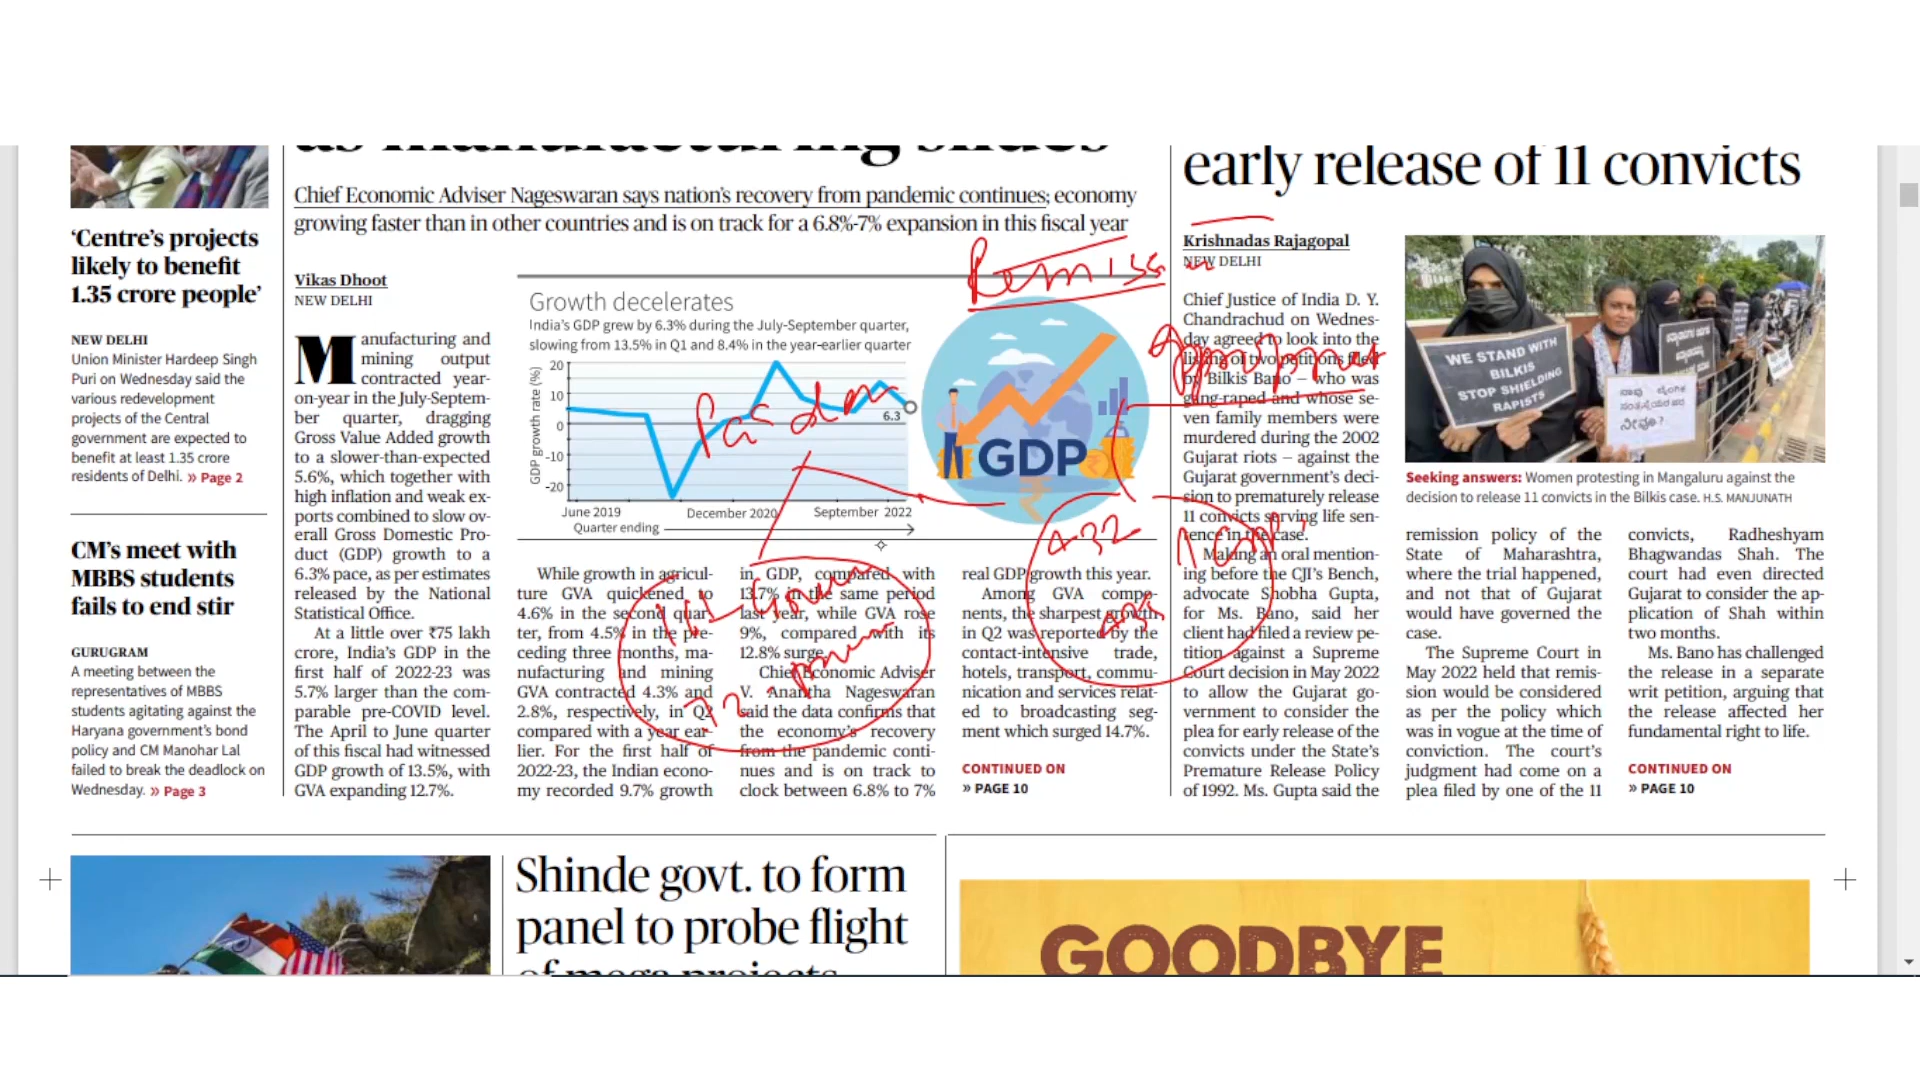 'Centre's projects
likely to benefit
1.35 crore people'
NEW DELHI
Union Minister Hardeep Singh
Puri on Wednesday said the
various redevelopment
projects of the Central
government are expected to
benefit at least 1.35 crore
residents of Delhi. » Page 2
CM's meet with
MBBS students
fails to end stir
GURUGRAM
A meeting between the
representatives of MBBS
students agitating against the
Haryana government's bond
policy and CM Manohar Lal
failed to break the deadlock on
Wednesday. » Page 3
as manufacturing slides
Chief Economic Adviser Nageswaran says nation's recovery from pandemic continues; economy
growing faster than in other countries and is on track for a 6.8%-7% expansion in this fiscal year
Vikas Dhoot
NEW DELHI
Manufacturing and
mining output
contracted year-
on-year in the July-Septem-
ber quarter, dragging
Gross Value Added growth
to a slower-than-expected
5.6%, which together with
high inflation and weak ex-
ports combined to slow ov-
erall Gross Domestic Pro-
duct (GDP) growth to a
6.3% pace, as per estimates
released by the National
Statistical Office.
At a little over ₹75 lakh
crore, India's GDP in the
first half of 2022-23 was
5.7% larger than the com-
parable pre-COVID level.
The April to June quarter
of this fiscal had witnessed
GDP growth of 13.5%, with
GVA expanding 12.7%.
Growth decelerates
India's GDP grew by 6.3% during the July-September quarter,
slowing from 13.5% in Q1 and 8.4% in the year-earlier quarter
GDP growth rate (%)
20
10
0
-10
-20
6.3
June 2019 December 2020 September 2022
Quarter ending
GDP
While growth in agricul-
ture GVA quickened to
4.6% in the second quar-
ter, from 4.5% in the pre-
ceding three months, ma-
nufacturing and mining
GVA contracted 4.3% and
2.8%, respectively, in Q2
compared with a year ear-
lier. For the first half of
2022-23, the Indian econo-
my recorded 9.7% growth
in GDP, compared with
13.7% in the same period
last year, while GVA rose
9%, compared with its
12.8% surge.
Chief Economic Adviser
V. Anantha Nageswaran
said the data confirms that
the economy's recovery
from the pandemic conti-
nues and is on track to
clock between 6.8% to 7%
real GDP growth this year.
Among GVA compo-
nents, the sharpest growth
in Q2 was reported by the
contact-intensive trade,
hotels, transport, commu-
nication and services relat-
ed to broadcasting seg-
ment which surged 14.7%.
CONTINUED ON
» PAGE 10
Remiss
432
72
early release of 11 convicts
Krishnadas Rajagopal
NEW DELHI
Chief Justice of India D. Y.
Chandrachud on Wednes-
day agreed to look into the
listing of two petitions filed
by Bilkis Bano – who was
gang-raped and whose se-
ven family members were
murdered during the 2002
Gujarat riots – against the
Gujarat government's deci-
sion to prematurely release
11 convicts serving life sen-
tence in the case.
Making an oral mention-
ing before the CJI's Bench,
advocate Shobha Gupta,
for Ms. Bano, said her
client had filed a review pe-
tition against a Supreme
Court decision in May 2022
to allow the Gujarat go-
vernment to consider the
plea for early release of the
convicts under the State's
Premature Release Policy
of 1992. Ms. Gupta said the
WE STAND WITH
BILKIS
STOP SHIELDING
RAPISTS
ನಾವು
ನೀವೂ?
Seeking answers: Women protesting in Mangaluru against the
decision to release 11 convicts in the Bilkis case. H.S. MANJUNATH
remission policy of the
State of Maharashtra,
where the trial happened,
and not that of Gujarat
would have governed the
case.
The Supreme Court in
May 2022 held that remis-
sion would be considered
as per the policy which
was in vogue at the time of
conviction. The court's
judgment had come on a
plea filed by one of the 11
convicts, Radheshyam
Bhagwandas Shah. The
court had even directed
Gujarat to consider the ap-
plication of Shah within
two months.
Ms. Bano has challenged
the release in a separate
writ petition, arguing that
the release affected her
fundamental right to life.
CONTINUED ON
» PAGE 10
Shinde govt. to form
panel to probe flight
of mega projects
GOODBYE